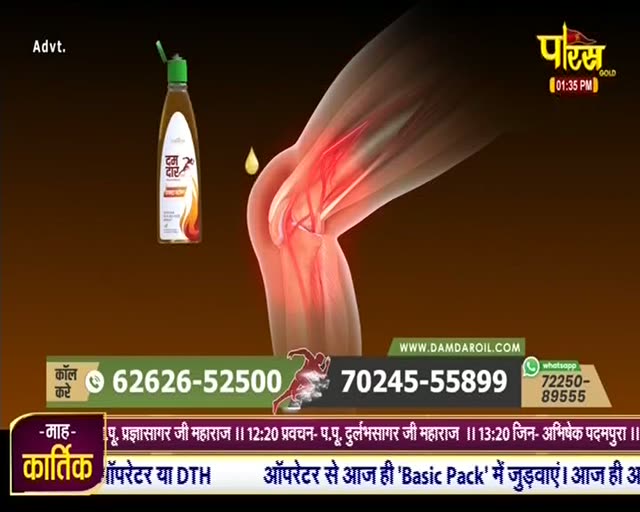 Advt.
पारस
GOLD
01:35 PM
दम
दार
WWW.DAMDAROIL.COM
कॉल
करे
62626-52500
70245-55899
whatsapp
72250-
89555
-माह-
कार्तिक
.पू. प्रज्ञासागर जी महाराज ।। 12:20 प्रवचन- प.पू. दुर्लभसागर जी महाराज ।। 13:20 जिन- अभिषेक पदमपुरा ।।
ऑपरेटर या DTH ऑपरेटर से आज ही 'Basic Pack' में जुड़वाएं। आज ही अ